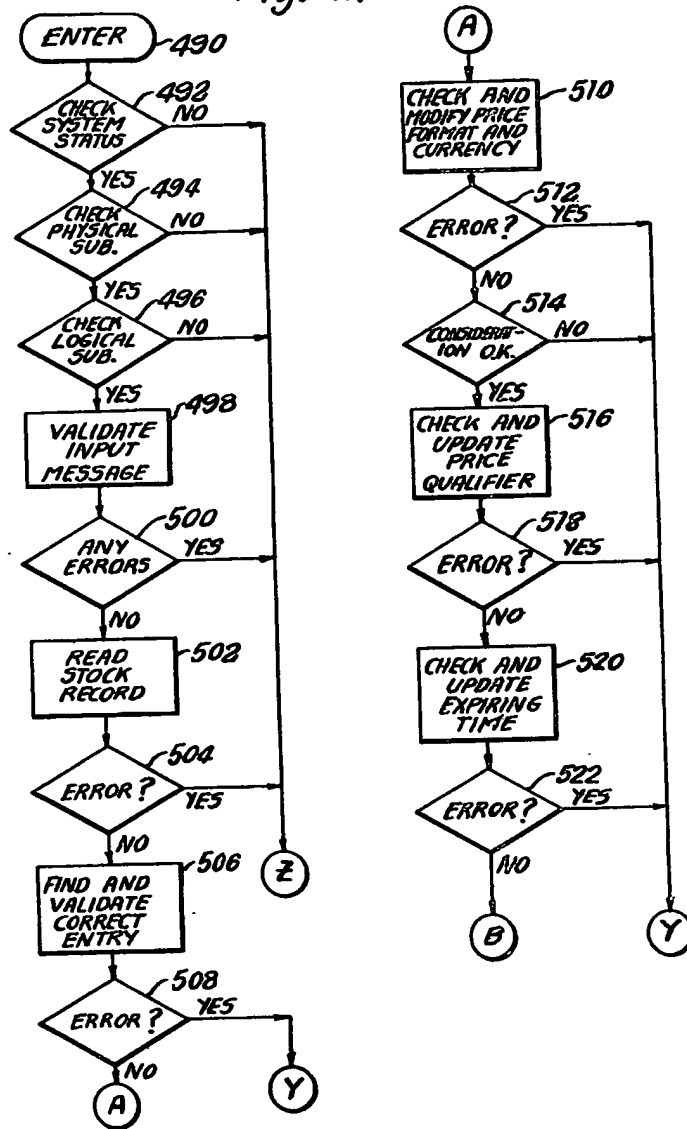 ENTER
490
CHECK
SYSTEM
STATUS
492
NO
YES
CHECK
PHYSICAL
SUB.
494
NO
YES
CHECK
LOGICAL
SUB.
496
NO
YES
VALIDATE
INPUT
MESSAGE
498
ANY
ERRORS
500
YES
NO
READ
STOCK
RECORD
502
ERROR?
504
YES
NO
Z
FIND AND
VALIDATE
CORRECT
ENTRY
506
ERROR?
508
YES
NO
A
Y
A
CHECK AND
MODIFY PRICE
FORMAT AND
CURRENCY
510
ERROR?
512
YES
NO
CONSIDERAT-
ION O.K.
514
NO
YES
CHECK AND
UPDATE
PRICE
QUALIFIER
516
ERROR?
518
YES
NO
CHECK AND
UPDATE
EXPIRING
TIME
520
ERROR?
522
YES
NO
B
Y